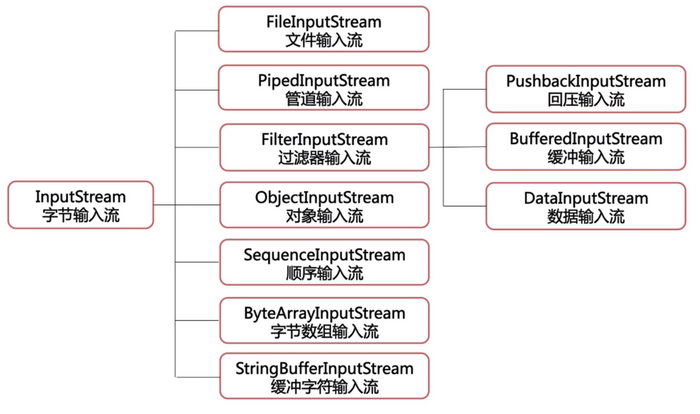 FileInputStream
文件输入流
PipedInputStream
管道输入流
FilterInputStream
过滤器输入流
InputStream
字节输入流
ObjectInputStream
对象输入流
SequenceInputStream
顺序输入流
ByteArrayInputStream
字节数组输入流
StringBufferInputStream
缓冲字符输入流
PushbackInputStream
回压输入流
BufferedInputStream
缓冲输入流
DataInputStream
数据输入流